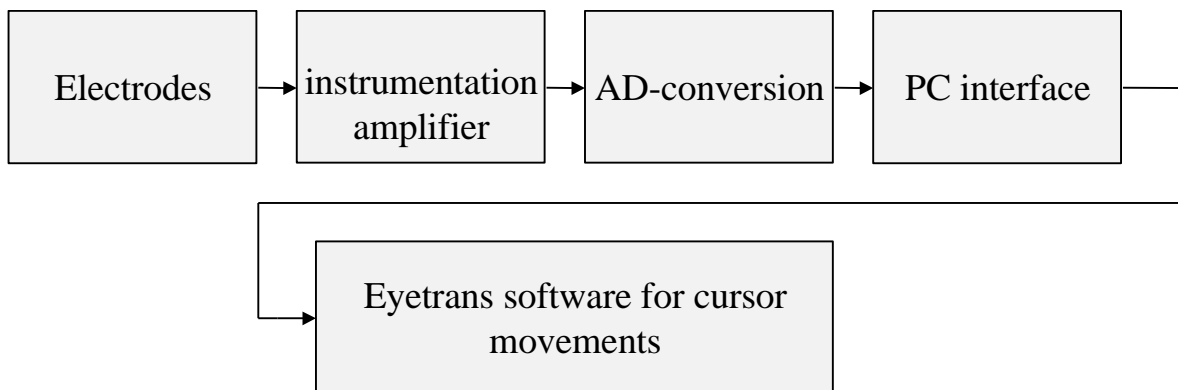 Electrodes
instrumentation
amplifier
AD-conversion
PC interface
Eyetrans software for cursor
movements